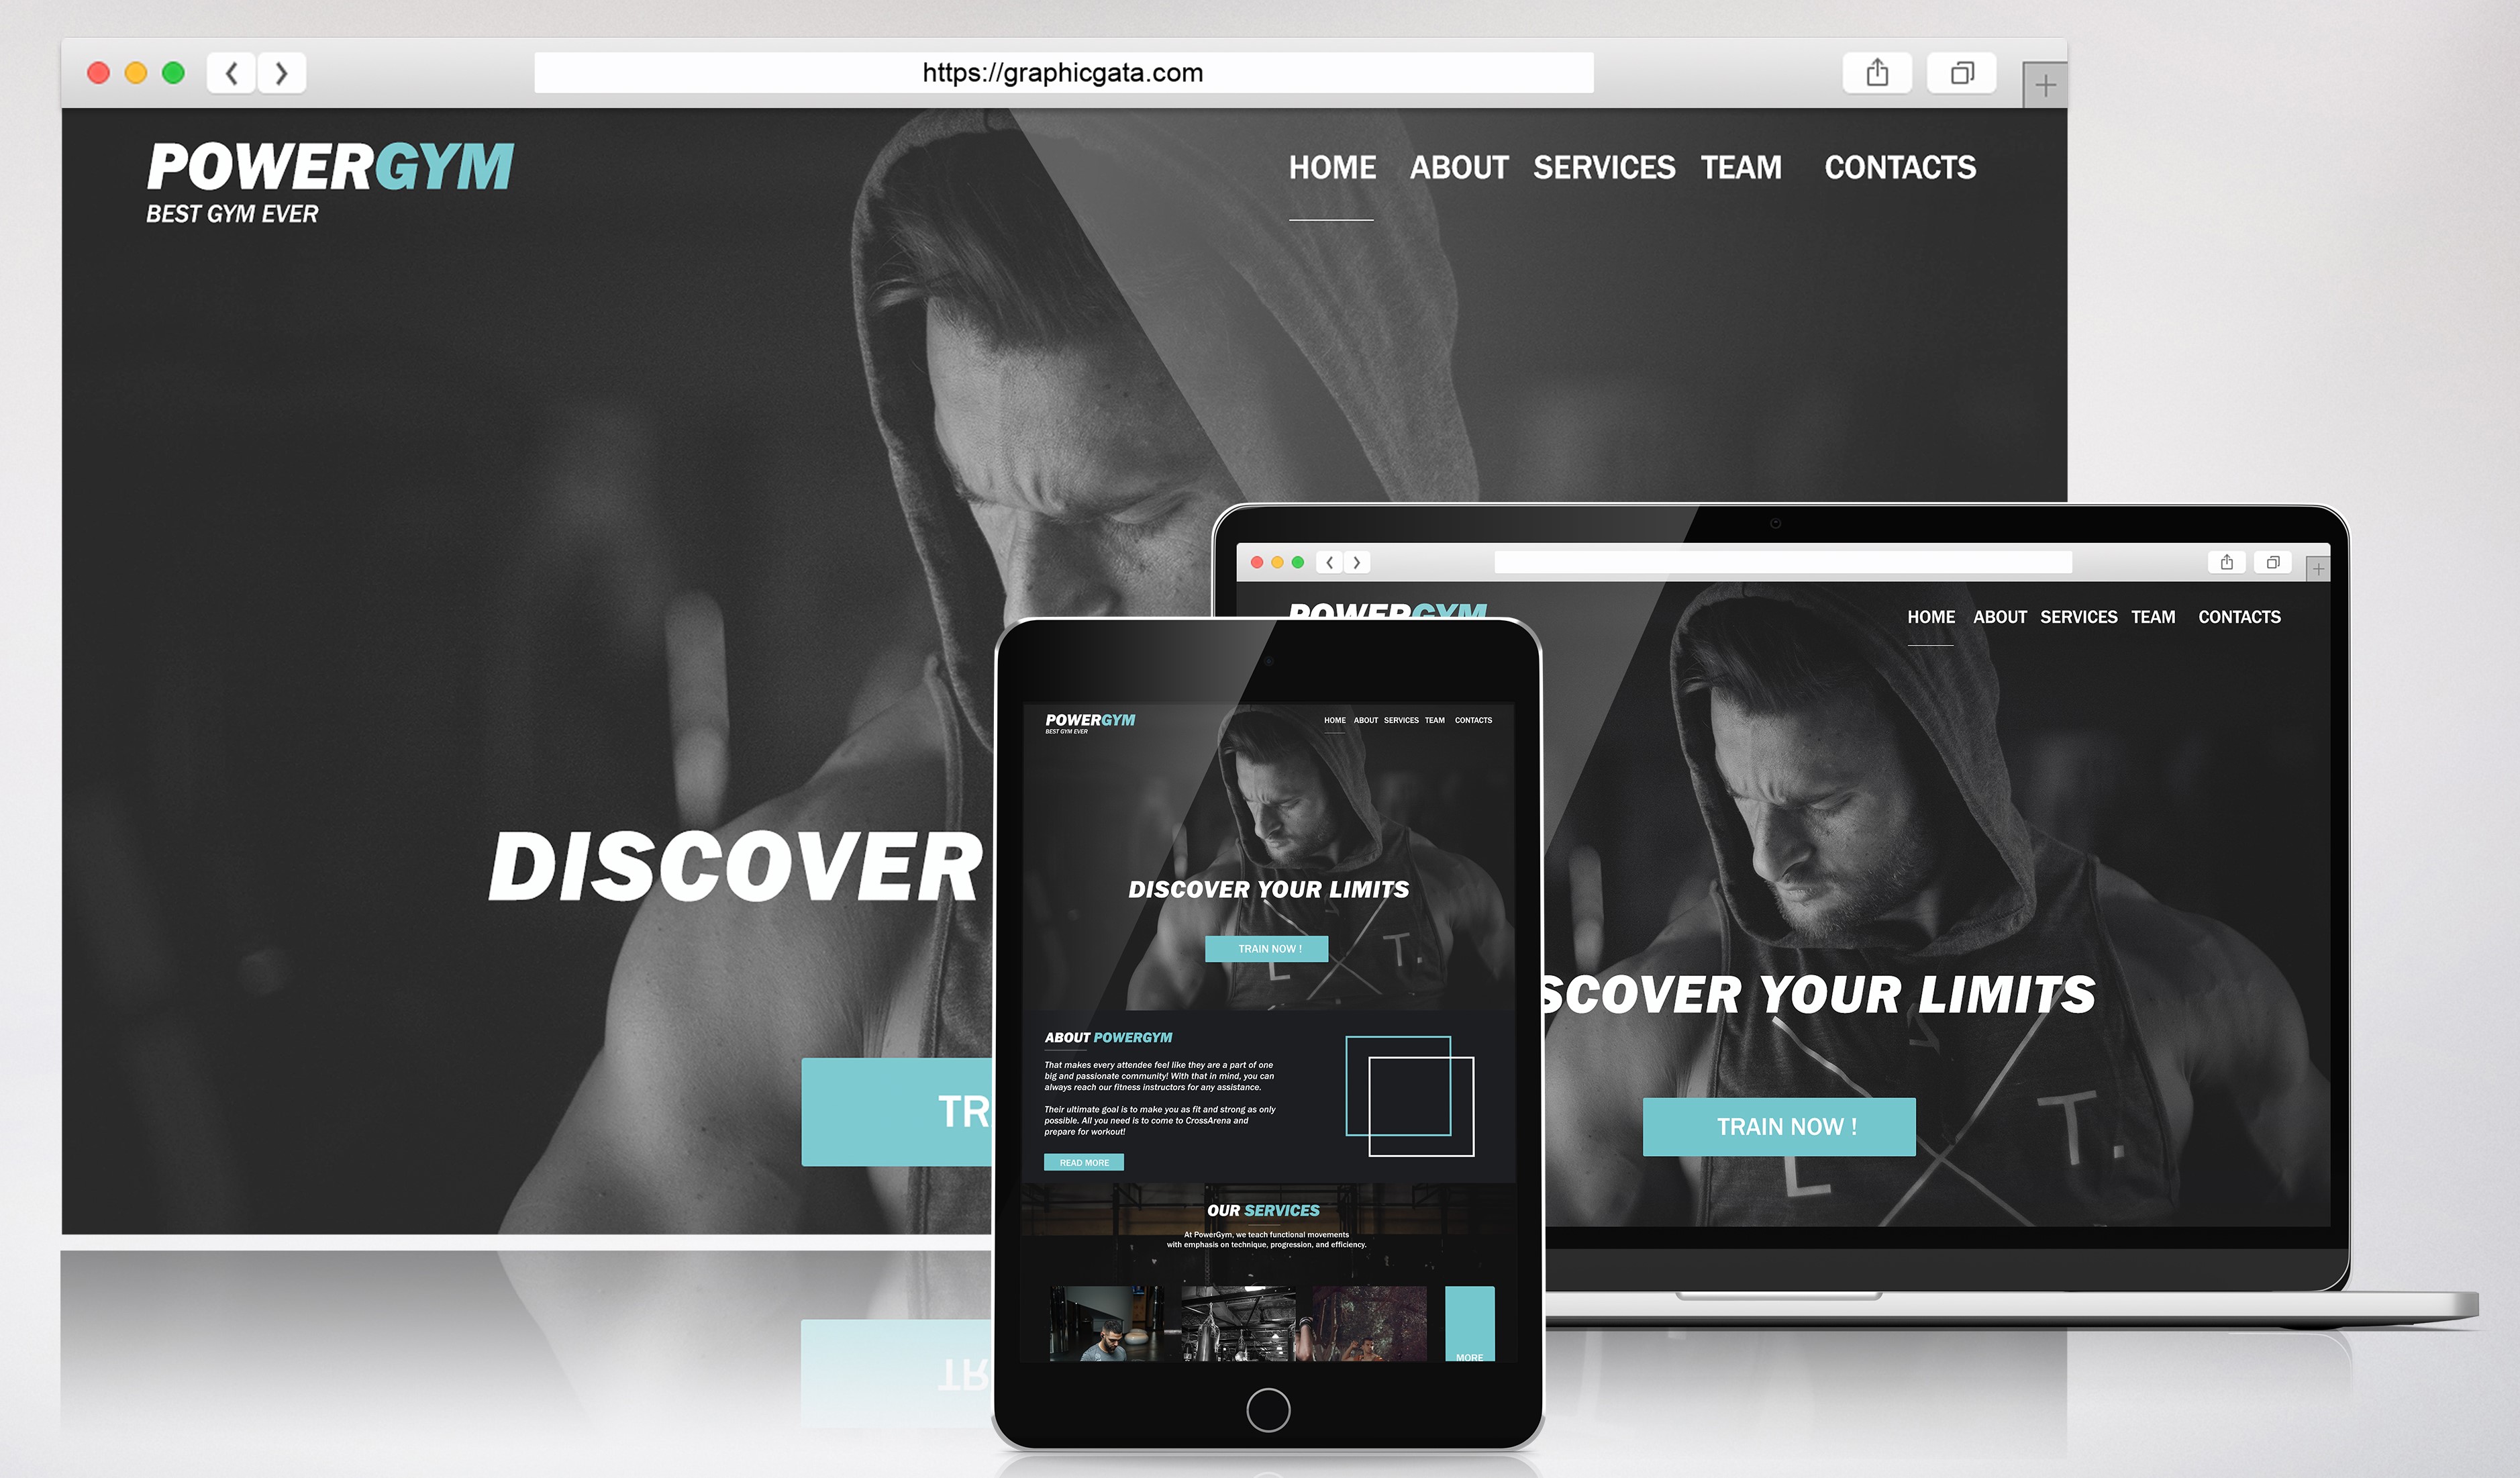 https://graphicgata.com
POWERGYM
BEST GYM EVER
HOME ABOUT SERVICES TEAM CONTACTS
DISCOVER
TR
POWERGYM
HOME ABOUT SERVICES TEAM CONTACTS
SCOVER YOUR LIMITS
TRAIN NOW !
L T.
POWERGYM
BEST GYM EVER
HOME ABOUT SERVICES TEAM CONTACTS
DISCOVER YOUR LIMITS
TRAIN NOW !
L T.
ABOUT POWERGYM
That makes every attendee feel like they are a part of one
big and passionate community! With that in mind, you can
always reach our fitness instructors for any assistance.
Their ultimate goal is to make you as fit and strong as only
possible. All you need is to come to CrossArena and
prepare for workout!
READ MORE
OUR SERVICES
At PowerGym, we teach functional movements
with emphasis on technique, progression, and efficiency.
MORE